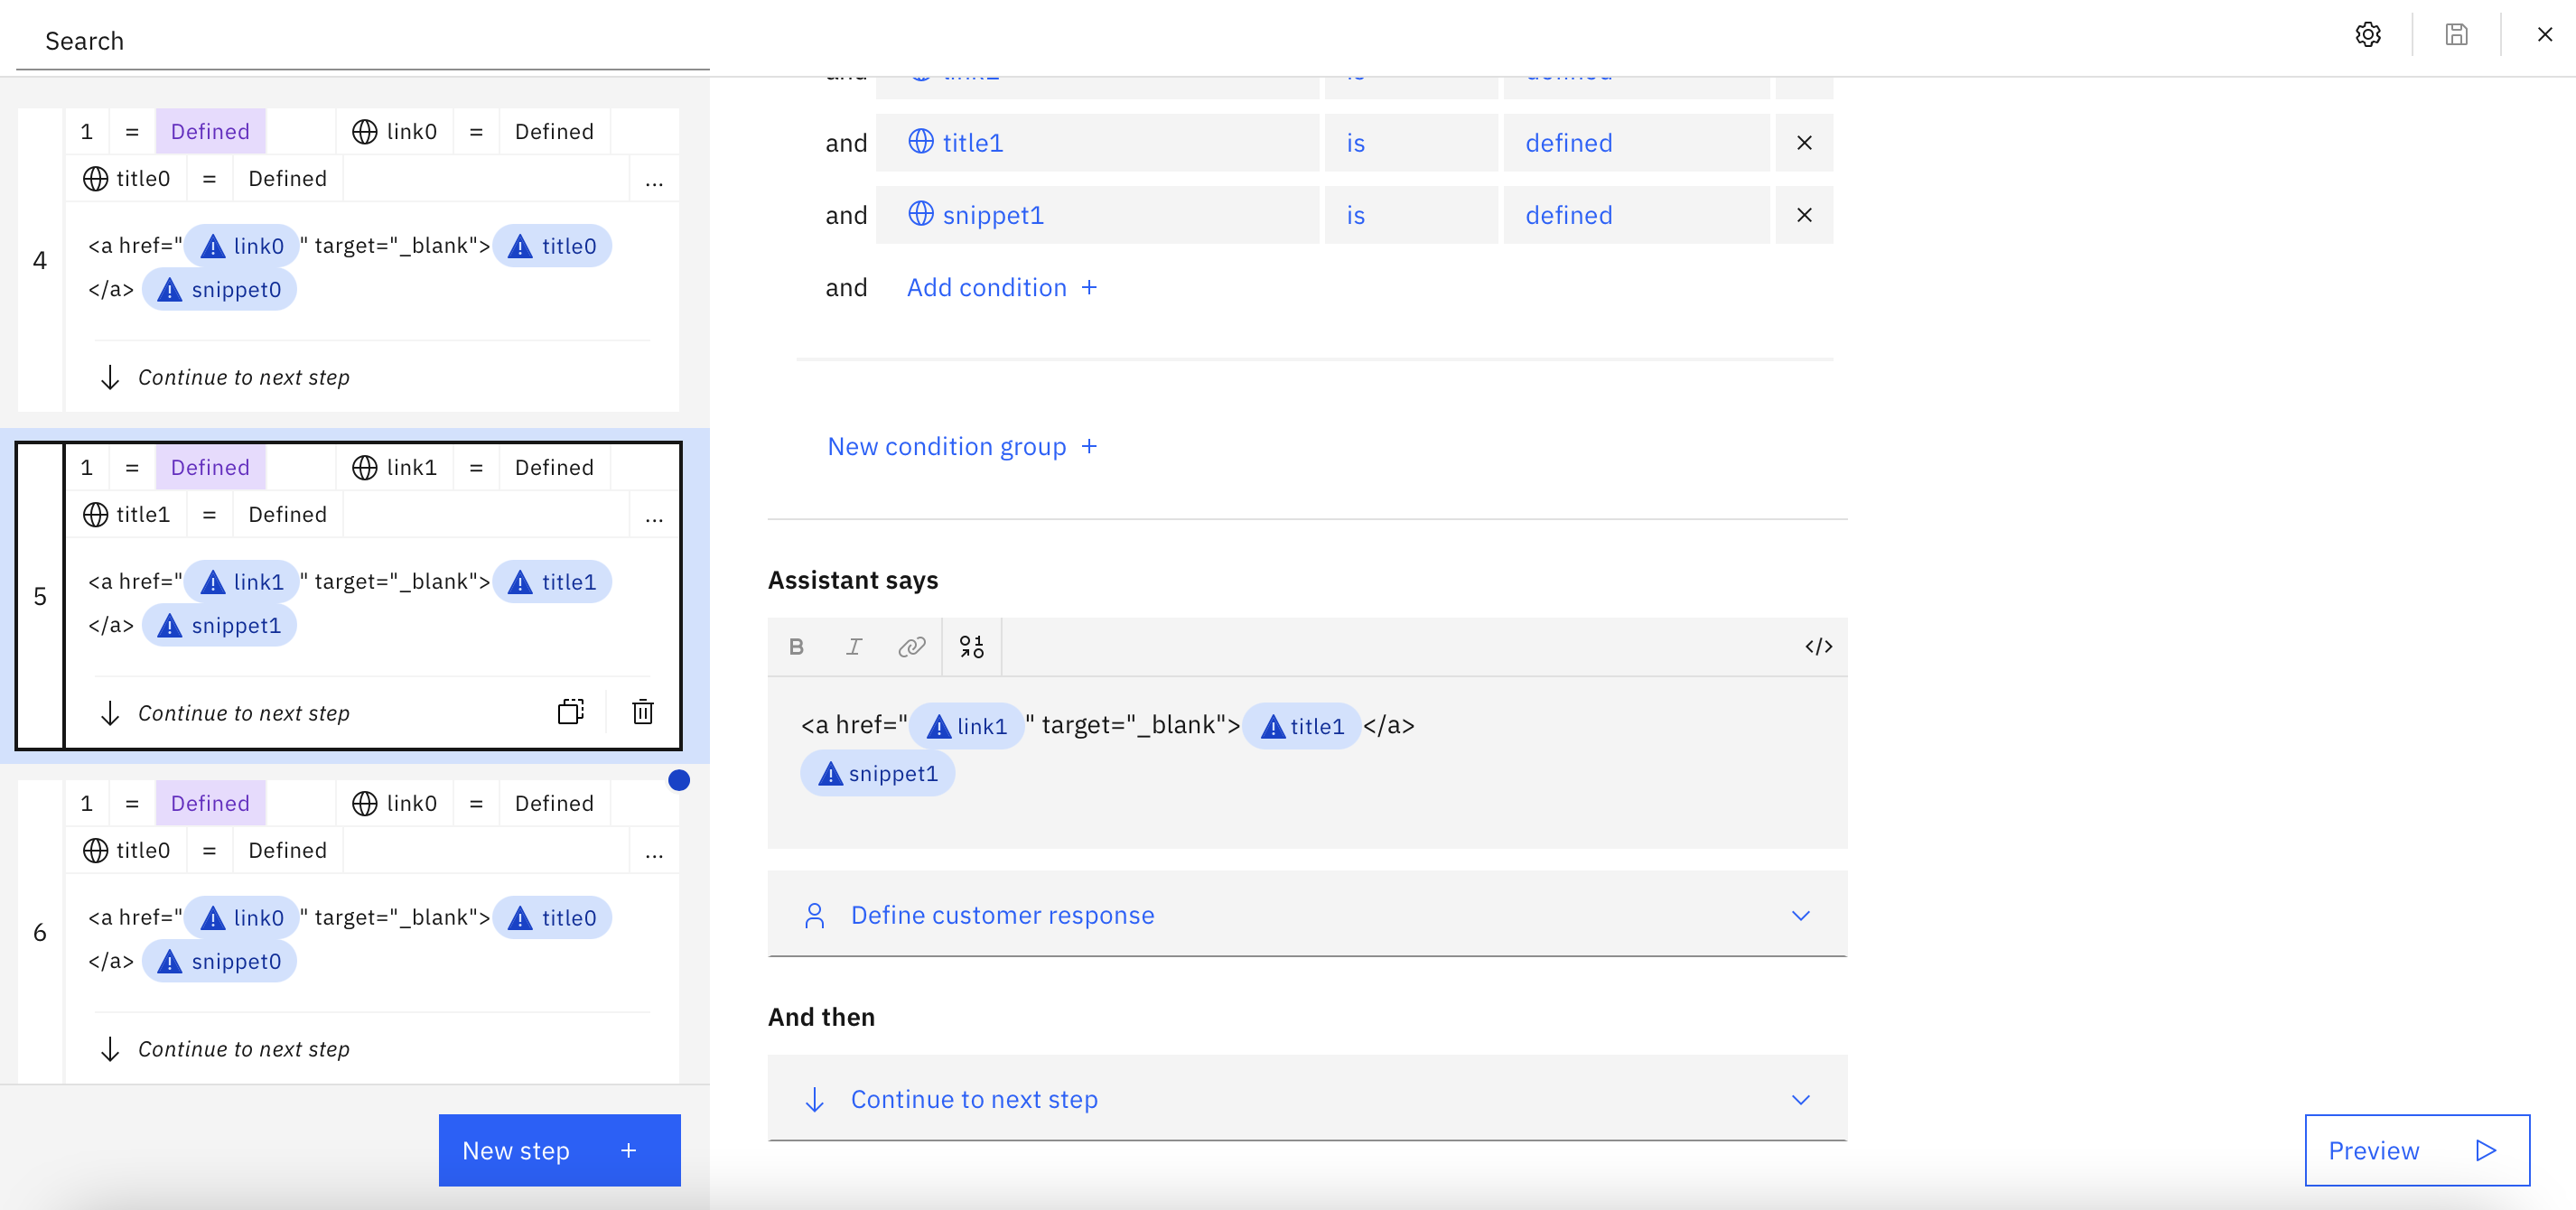 Search
1 = Defined link0 = Defined
title0 = Defined ...
4
<a href=" link0 " target="_blank"> title0
</a> snippet0
Continue to next step
1 = Defined link1 = Defined
title1 = Defined ...
5
<a href=" link1 " target="_blank"> title1
</a> snippet1
Continue to next step
1 = Defined link0 = Defined
title0 = Defined ...
6
<a href=" link0 " target="_blank"> title0
</a> snippet0
Continue to next step
New step +
and link1 is defined
and title1 is defined
and snippet1 is defined
and Add condition +
New condition group +
Assistant says
B I </>
<a href=" link1 " target="_blank"> title1 </a>
snippet1
Define customer response
And then
Continue to next step
Preview